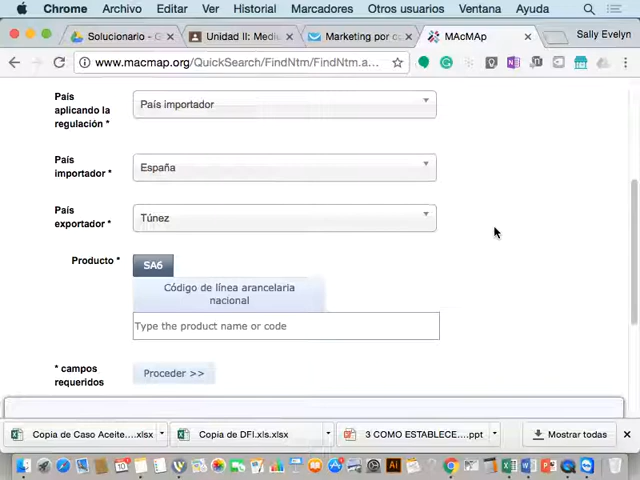 Chrome Archivo Editar Ver Historial Marcadores Otros usuarios Ventana Ayuda
Solucionario - G
Unidad II: Medi
Marketing por c
MAcMAp
Sally Evelyn
www.macmap.org/QuickSearch/FindNtm/FindNtm.a...
País
aplicando la
regulación *
País importador
País
importador *
España
País
exportador *
Túnez
Producto *
SA6
Código de línea arancelaria
nacional
Type the product name or code
* campos
requeridos
Proceder >>
Copia de Caso Aceite....xlsx
Copia de DFI.xls.xlsx
3 COMO ESTABLECE....ppt
Mostrar todas